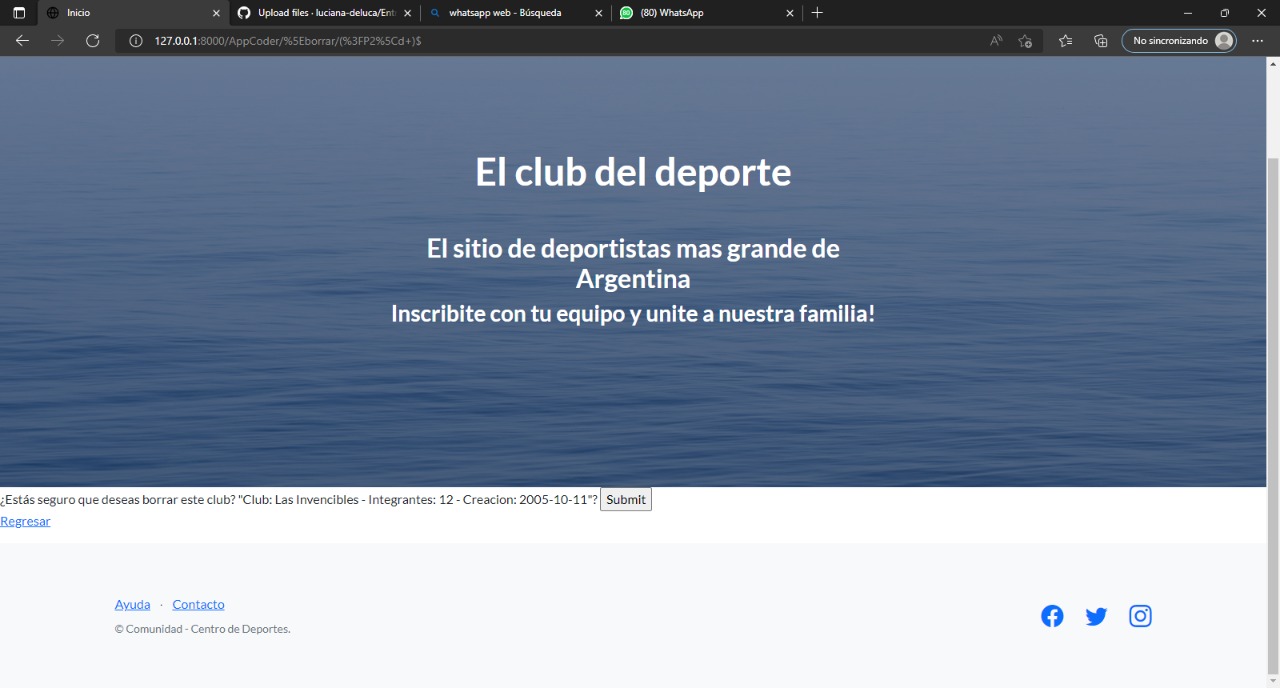 Inicio
Upload files · luciana-deluca/Entr
whatsapp web - Búsqueda
(80) WhatsApp
127.0.0.1:8000/AppCoder/%5Eborrar/(%3FP2%5Cd+)$
No sincronizando
El club del deporte
El sitio de deportistas mas grande de
Argentina
Inscribite con tu equipo y unite a nuestra familia!
¿Estás seguro que deseas borrar este club? "Club: Las Invencibles - Integrantes: 12 - Creacion: 2005-10-11"? Submit
Regresar
Ayuda · Contacto
© Comunidad - Centro de Deportes.